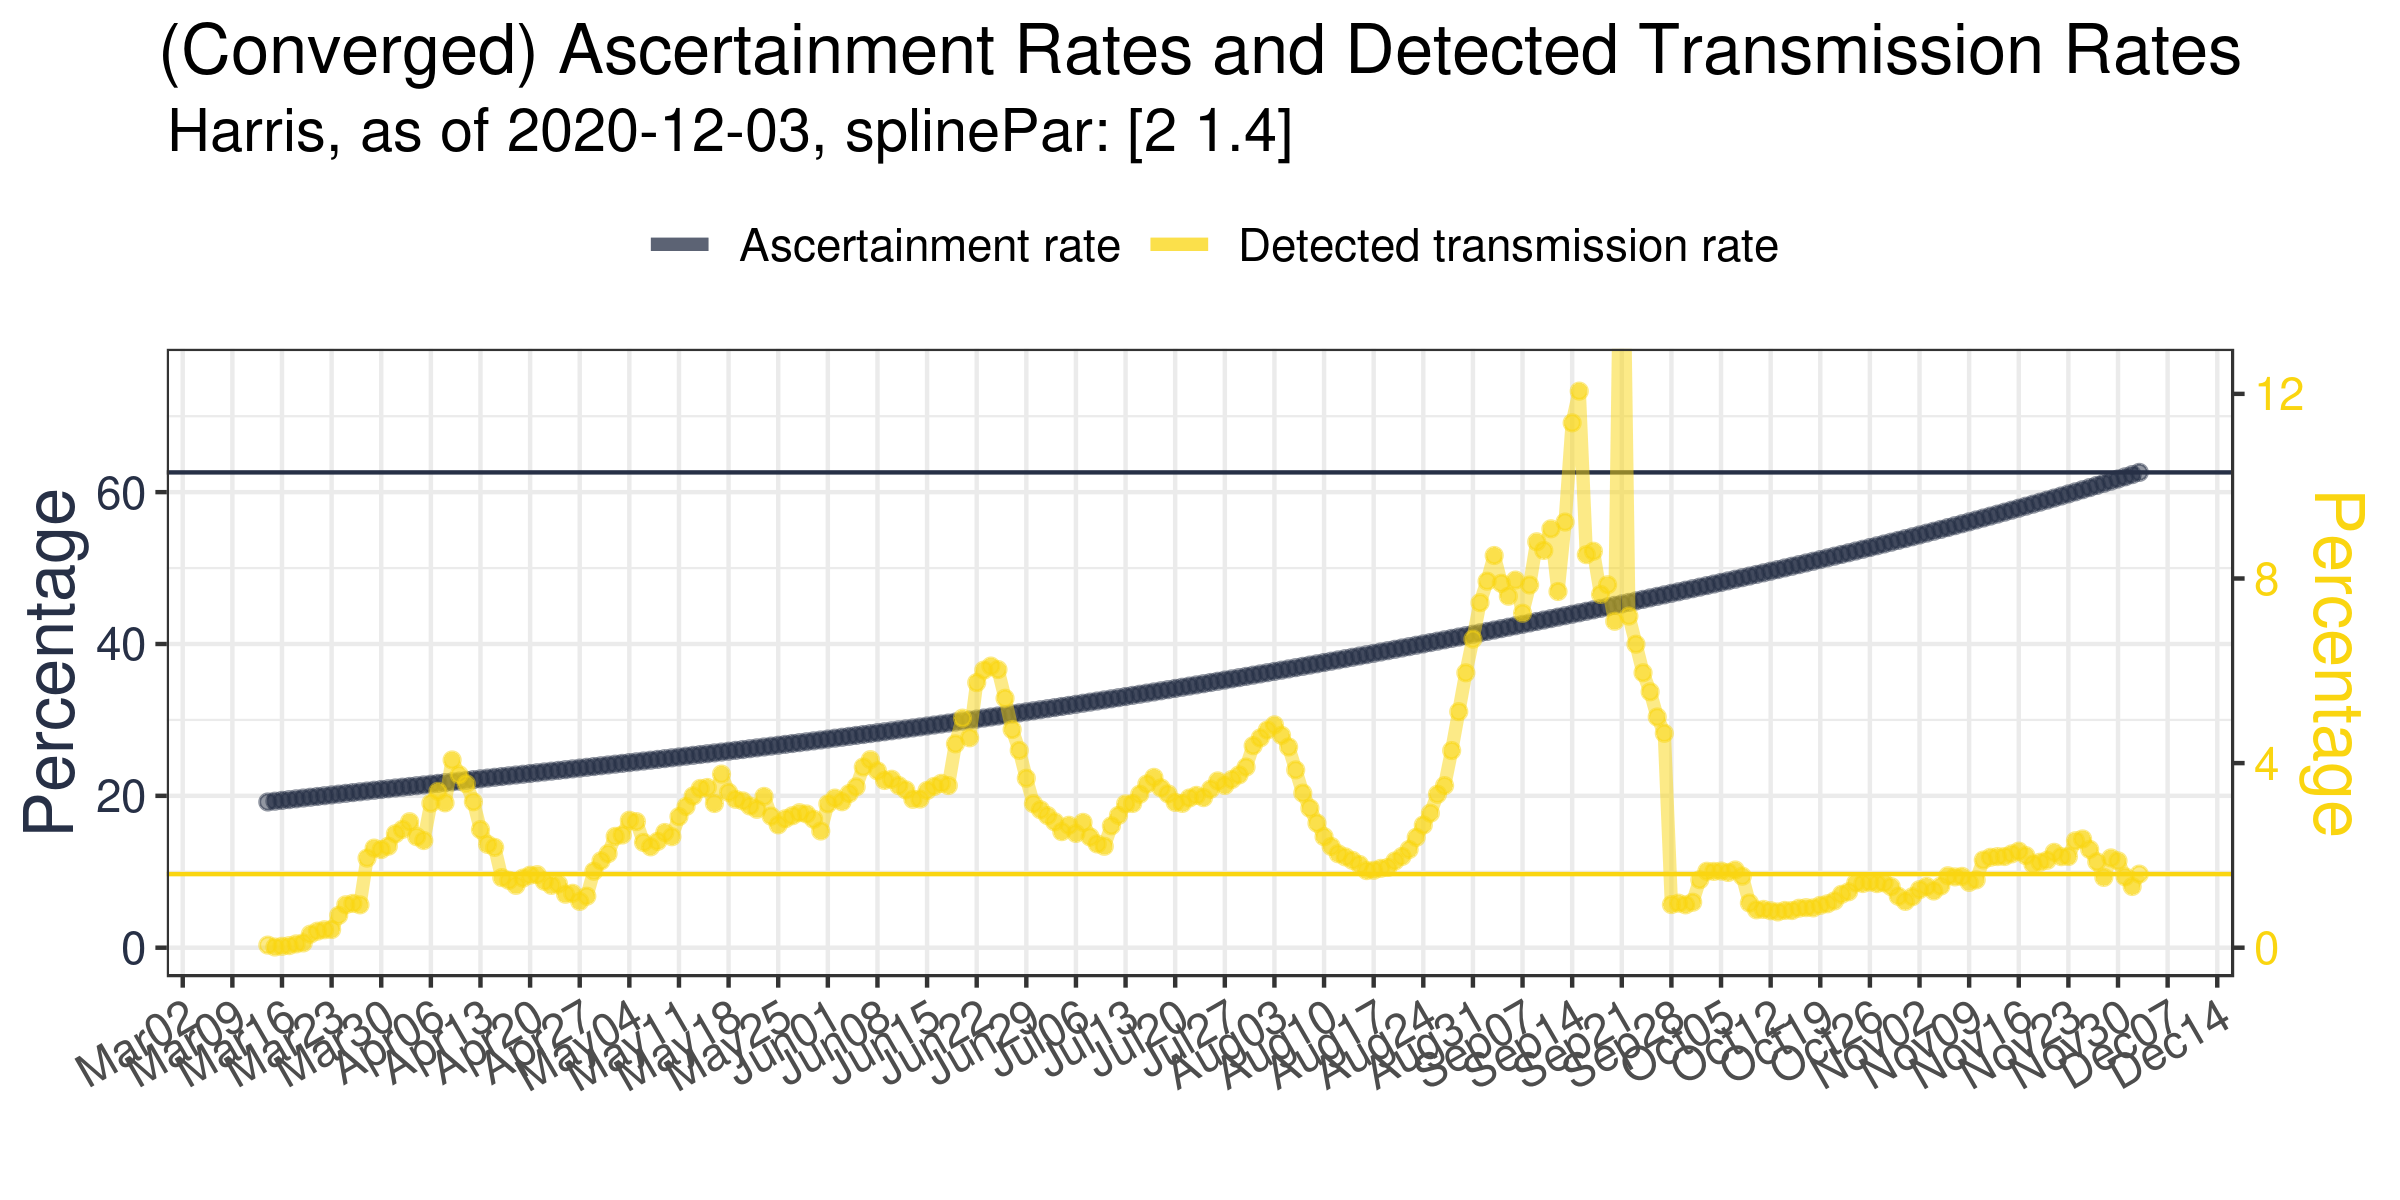 (Converged) Ascertainment Rates and Detected Transmission Rates
Harris, as of 2020-12-03, splinePar: [2 1.4]
Ascertainment rate
Detected transmission rate
Percentage
60
40
20
0
12
8
4
0
Percentage
Mar02
Mar09
Mar16
Mar23
Mar30
Apr06
Apr13
Apr20
Apr27
May04
May11
May18
May25
Jun01
Jun08
Jun15
Jun22
Jun29
Jul06
Jul13
Jul20
Jul27
Aug03
Aug10
Aug17
Aug24
Aug31
Sep07
Sep14
Sep21
Sep28
Oct05
Oct12
Oct19
Oct26
Nov02
Nov09
Nov16
Nov23
Nov30
Dec07
Dec14